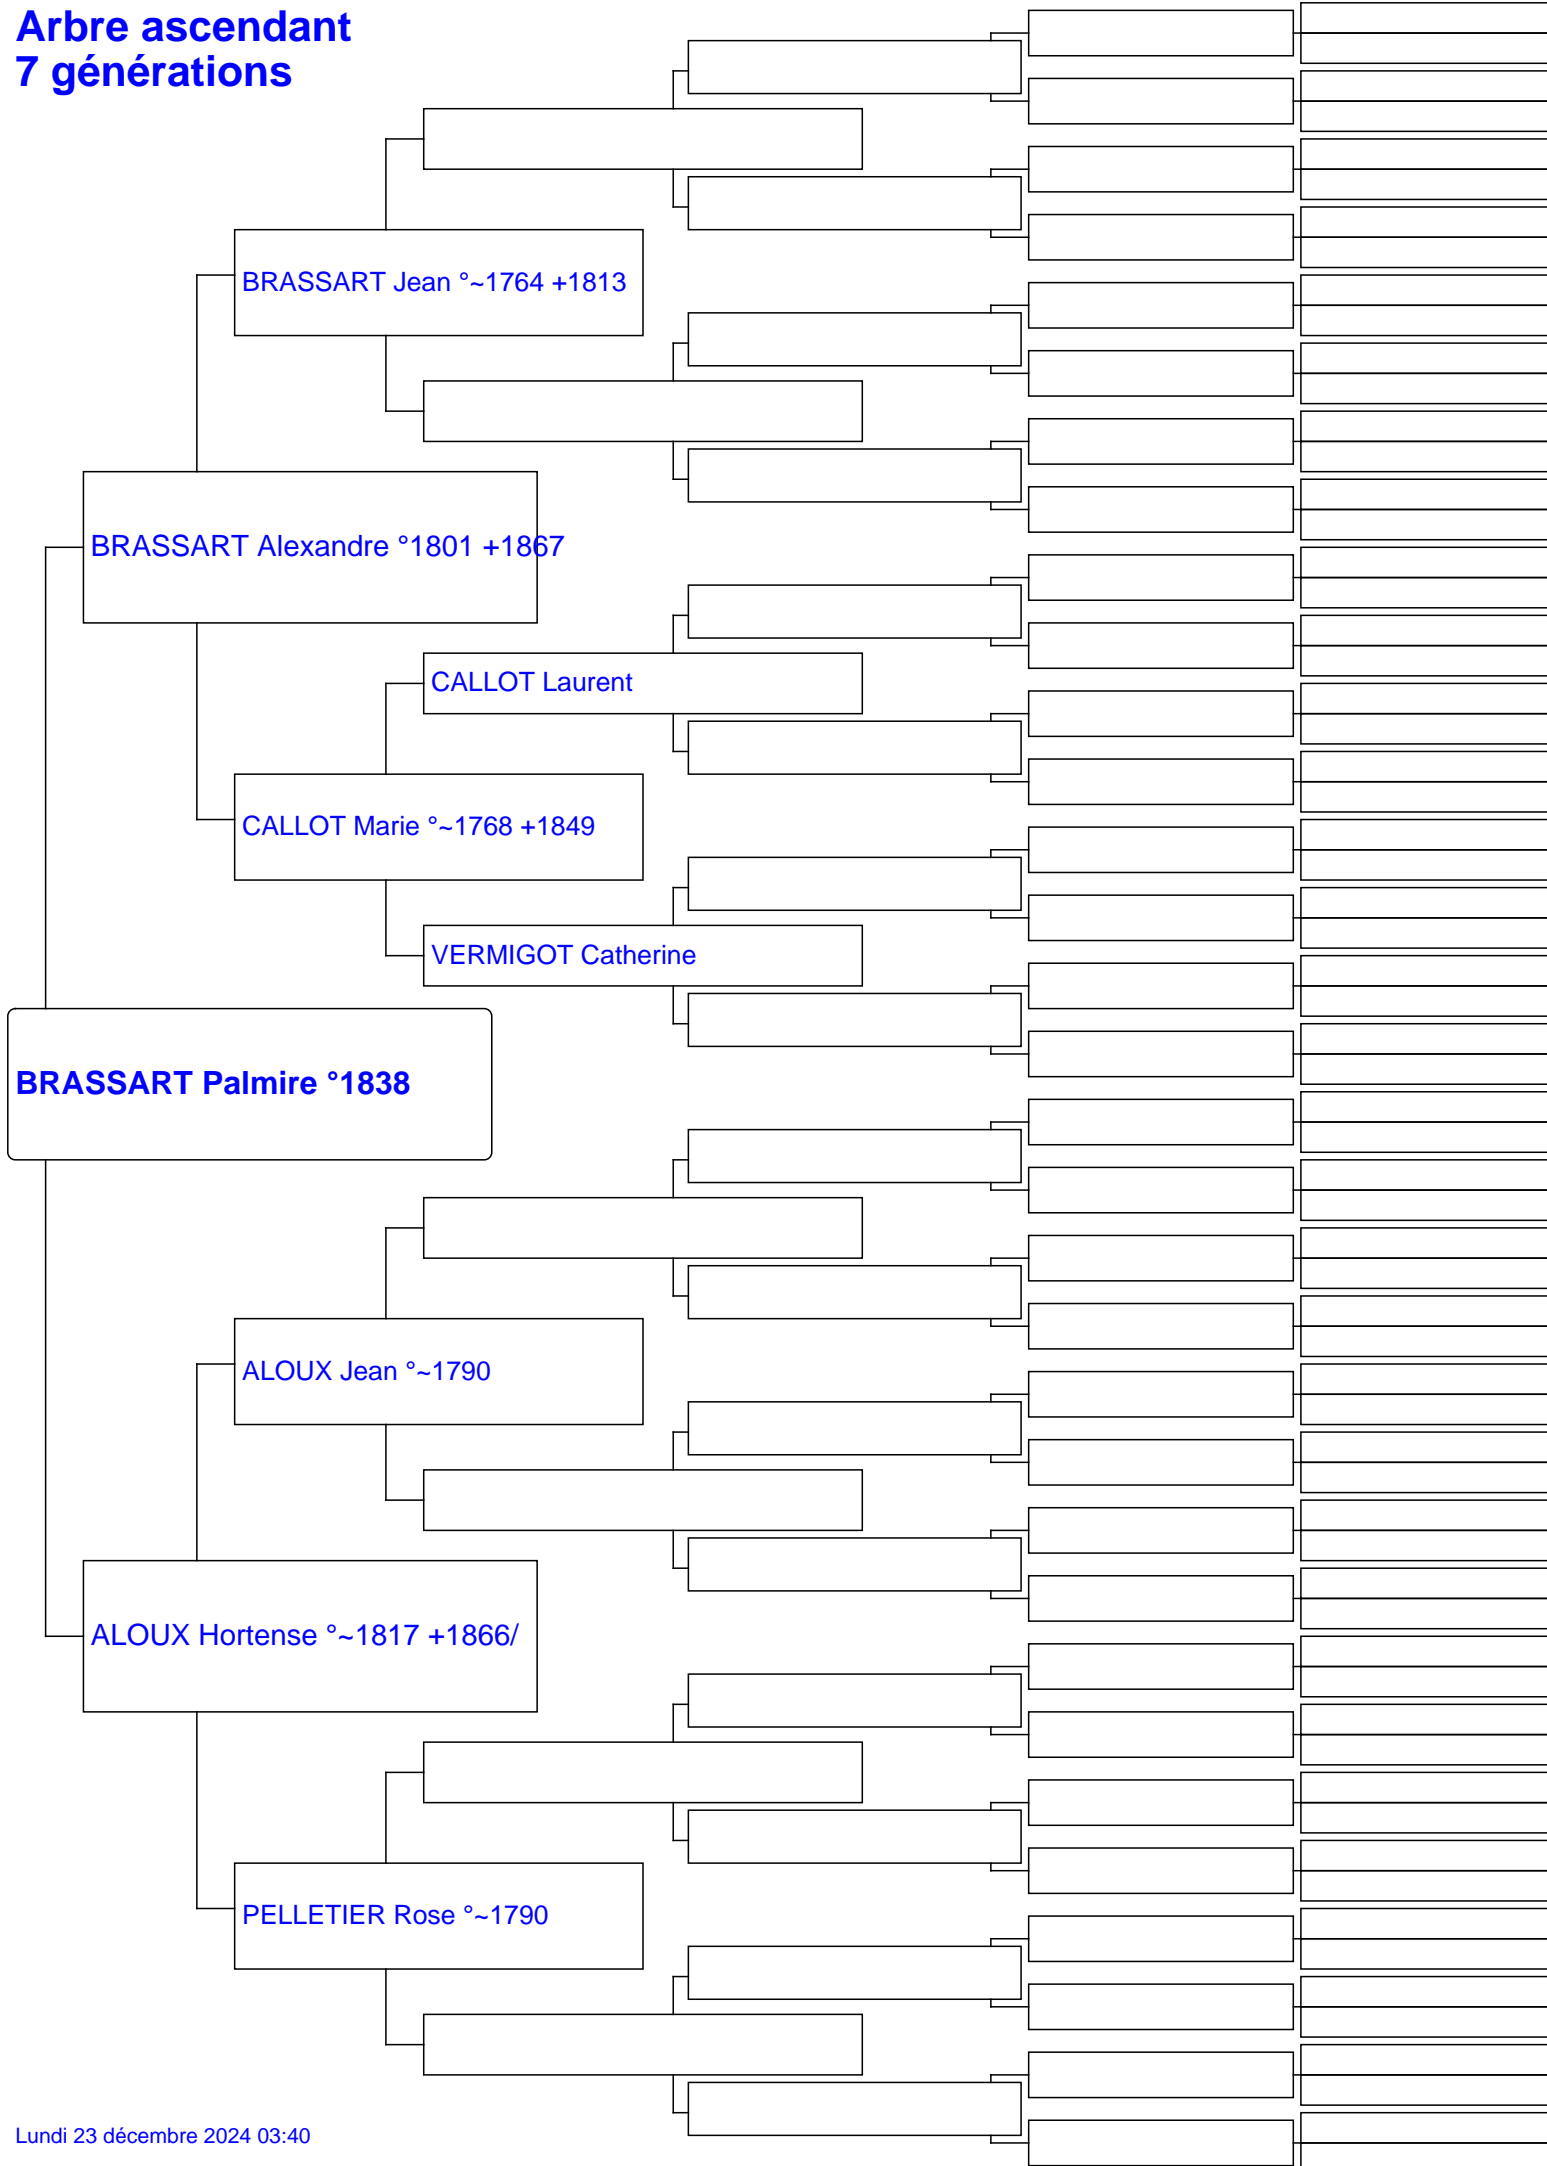 Arbre ascendant
7 générations
BRASSART Jean °~1764 +1813
BRASSART Alexandre °1801 +1867
CALLOT Laurent
CALLOT Marie °~1768 +1849
VERMIGOT Catherine
BRASSART Palmire °1838
ALOUX Jean °~1790
ALOUX Hortense °~1817 +1866/
PELLETIER Rose °~1790
Lundi 23 décembre 2024 03:40